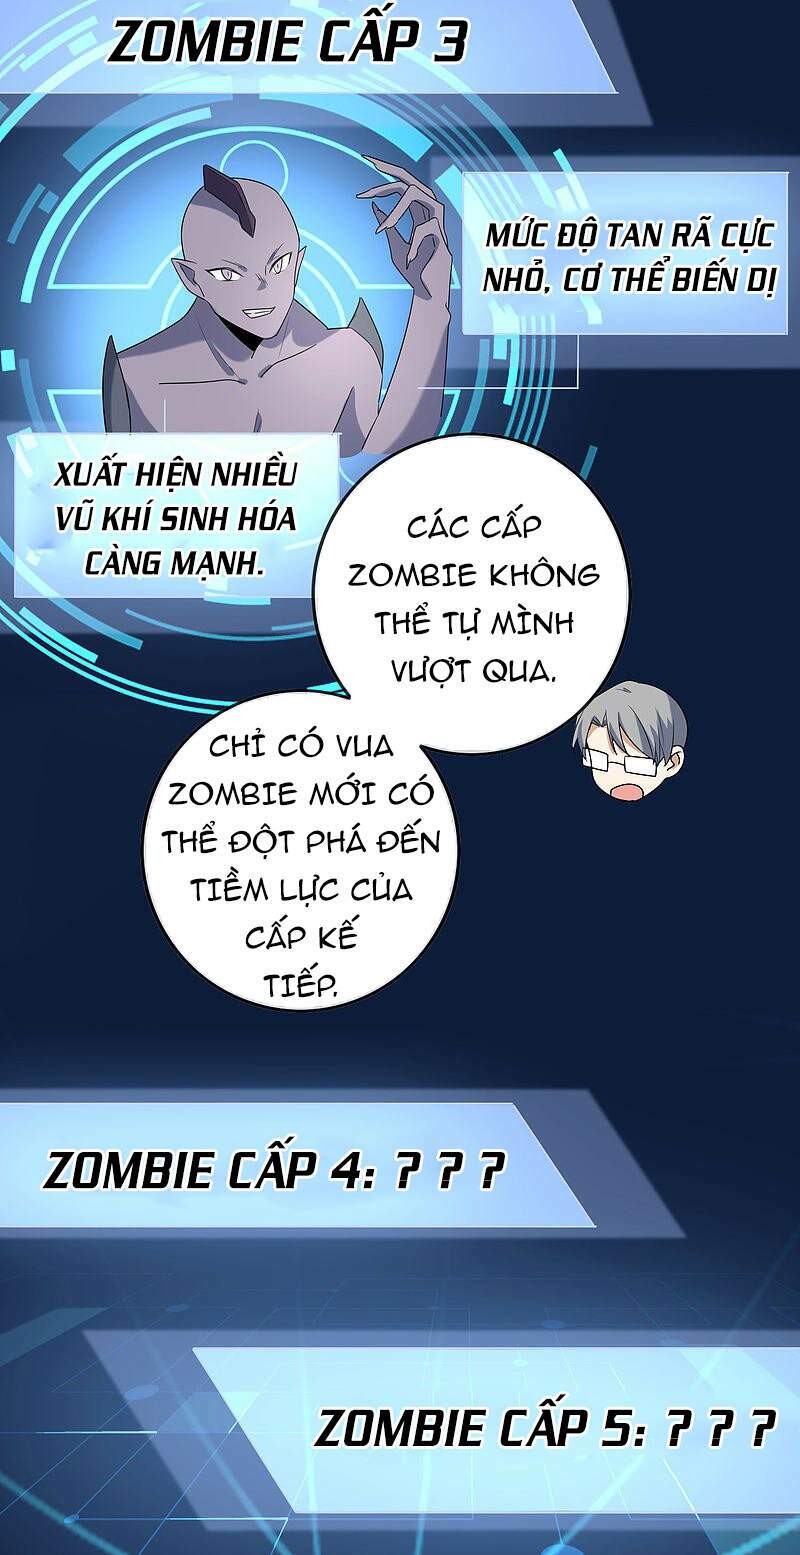 ZOMBIE CẤP 3
MỨC ĐỘ TAN RÃ CỰC
NHỎ, CƠ THỂ BIẾN DỊ
XUẤT HIỆN NHIỀU
VŨ KHÍ SINH HÓA
CÀNG MẠNH.
CÁC CẤP
ZOMBIE KHÔNG
THỂ TỰ MÌNH
VƯỢT QUA.
CHỈ CÓ VUA
ZOMBIE MỚI CÓ
THỂ ĐỘT PHÁ ĐẾN
TIỀM LỰC CỦA
CẤP KẾ
TIẾP.
ZOMBIE CẤP 4: ? ? ?
ZOMBIE CẤP 5: ? ? ?